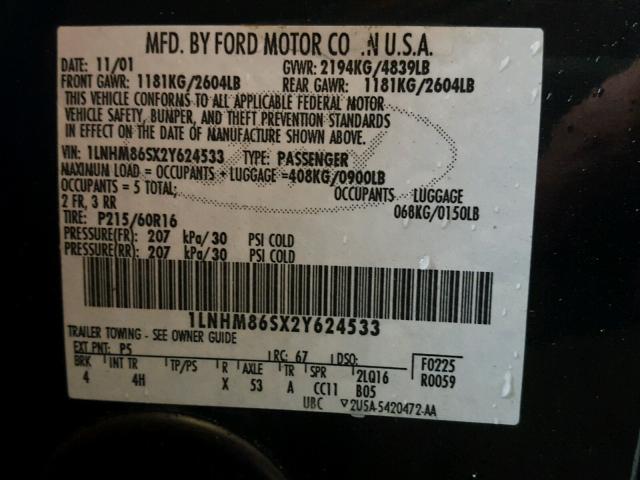 MFD. BY FORD MOTOR CO .N U.S.A.
DATE: 11/01 GVWR: 2194KG/4839LB
FRONT GAWR: 1181KG/2604LB REAR GAWR: 1181KG/2604LB
THIS VEHICLE CONFORMS TO ALL APPLICABLE FEDERAL MOTOR
VEHICLE SAFETY, BUMPER, AND THEFT PREVENTION STANDARDS
IN EFFECT ON THE DATE OF MANUFACTURE SHOWN ABOVE.
VIN: 1LNHM86SX2Y624533 TYPE: PASSENGER
MAXIMUM LOAD = OCCUPANTS + LUGGAGE = 408KG/0900LB
OCCUPANTS = 5 TOTAL; OCCUPANTS LUGGAGE
2 FR, 3 RR 068KG/0150LB
TIRE: P215/60R16
PRESSURE(FR): 207 kPa/30 PSI COLD
PRESSURE(RR): 207 kPa/30 PSI COLD
1LNHM86SX2Y624533
TRAILER TOWING - SEE OWNER GUIDE
EXT PNT: P5 RC: 67 DSO: F0225
BRK INT TR TP/PS R AXLE TR SPR 2LQ16 R0059
4 4H X 53 A CC11 B05
UBC ▽2U5A-5420472-AA